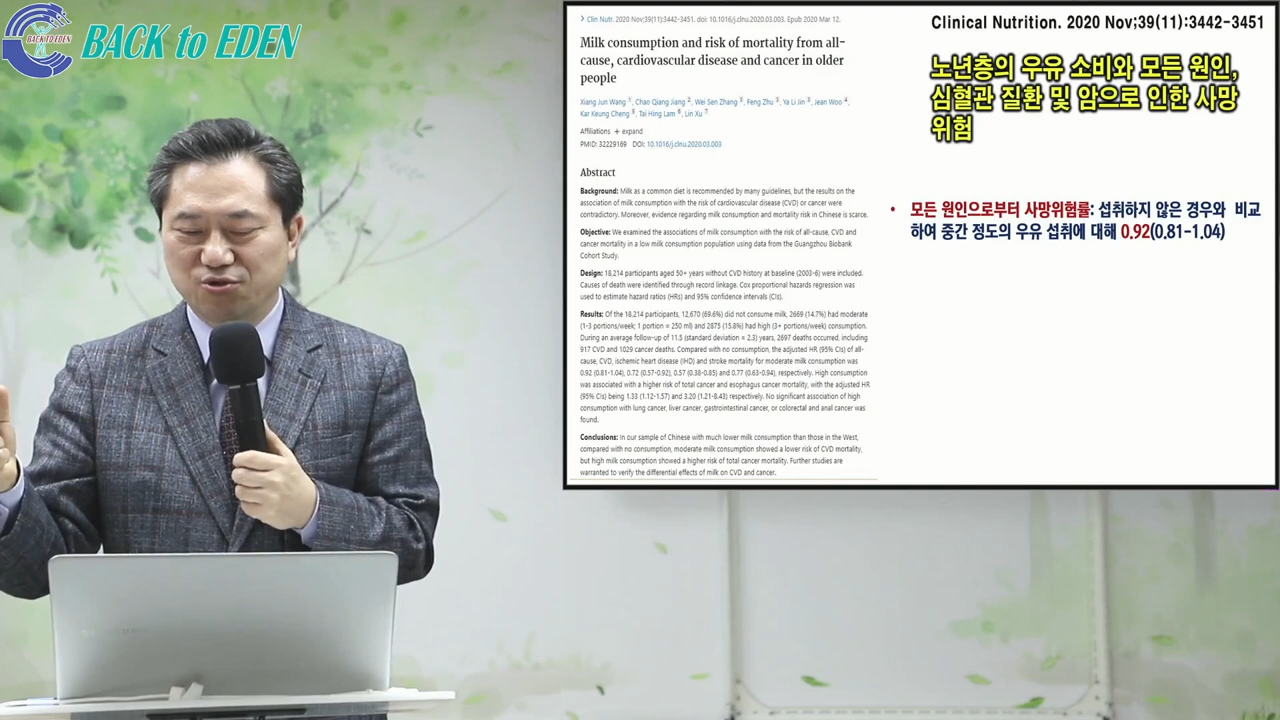 BACK TO EDEN
BACK to EDEN
Clin Nutr. 2020 Nov;39(11):3442-3451. doi: 10.1016/j.clnu.2020.03.003. Epub 2020 Mar 12.
Milk consumption and risk of mortality from all-
cause, cardiovascular disease and cancer in older
people
Xiang Jun Wang 1, Chao Qiang Jiang 2, Wei Sen Zhang 3, Feng Zhu 3, Ya Li Jin 3, Jean Woo 4,
Kar Keung Cheng 5, Tai Hing Lam 6, Lin Xu 7
Affiliations + expand
PMID: 32229169 DOI: 10.1016/j.clnu.2020.03.003
Abstract
Background: Milk as a common diet is recommended by many guidelines, but the results on the
association of milk consumption with the risk of cardiovascular disease (CVD) or cancer were
contradictory. Moreover, evidence regarding milk consumption and mortality risk in Chinese is scarce.
Objective: We examined the associations of milk consumption with the risk of all-cause, CVD and
cancer mortality in a low milk consumption population using data from the Guangzhou Biobank
Cohort Study.
Design: 18,214 participants aged 50+ years without CVD history at baseline (2003-6) were included.
Causes of death were identified through record linkage. Cox proportional hazards regression was
used to estimate hazard ratios (HRs) and 95% confidence intervals (CIs).
Results: Of the 18,214 participants, 12,670 (69.6%) did not consume milk, 2669 (14.7%) had moderate
(1-3 portions/week; 1 portion = 250 ml) and 2875 (15.8%) had high (3+ portions/week) consumption.
During an average follow-up of 11.5 (standard deviation = 2.3) years, 2697 deaths occurred, including
917 CVD and 1029 cancer deaths. Compared with no consumption, the adjusted HR (95% CIs) of all-
cause, CVD, ischemic heart disease (IHD) and stroke mortality for moderate milk consumption was
0.92 (0.81-1.04), 0.72 (0.57-0.92), 0.57 (0.38-0.85) and 0.77 (0.63-0.94), respectively. High consumption
was associated with a higher risk of total cancer and esophagus cancer mortality, with the adjusted HR
(95% CIs) being 1.33 (1.12-1.57) and 3.20 (1.21-8.43) respectively. No significant association of high
consumption with lung cancer, liver cancer, gastrointestinal cancer, or colorectal and anal cancer was
found.
Conclusions: In our sample of Chinese with much lower milk consumption than those in the West,
compared with no consumption, moderate milk consumption showed a lower risk of CVD mortality,
but high milk consumption showed a higher risk of total cancer mortality. Further studies are
warranted to verify the differential effects of milk on CVD and cancer.
Clinical Nutrition. 2020 Nov;39(11):3442-3451
노년층의 우유 소비와 모든 원인,
심혈관 질환 및 암으로 인한 사망
위험
• 모든 원인으로부터 사망위험률: 섭취하지 않은 경우와 비교
하여 중간 정도의 우유 섭취에 대해 0.92(0.81-1.04)